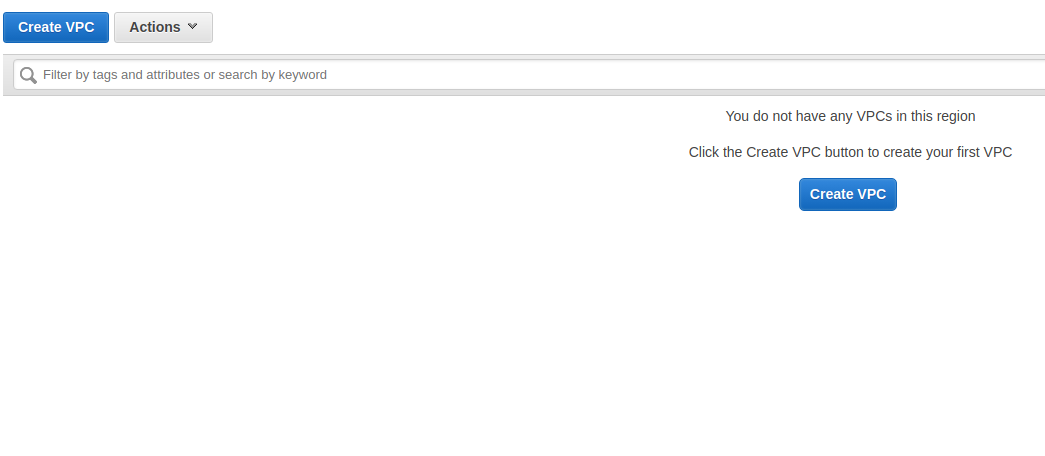 Create VPC Actions
Filter by tags and attributes or search by keyword
You do not have any VPCs in this region
Click the Create VPC button to create your first VPC
Create VPC